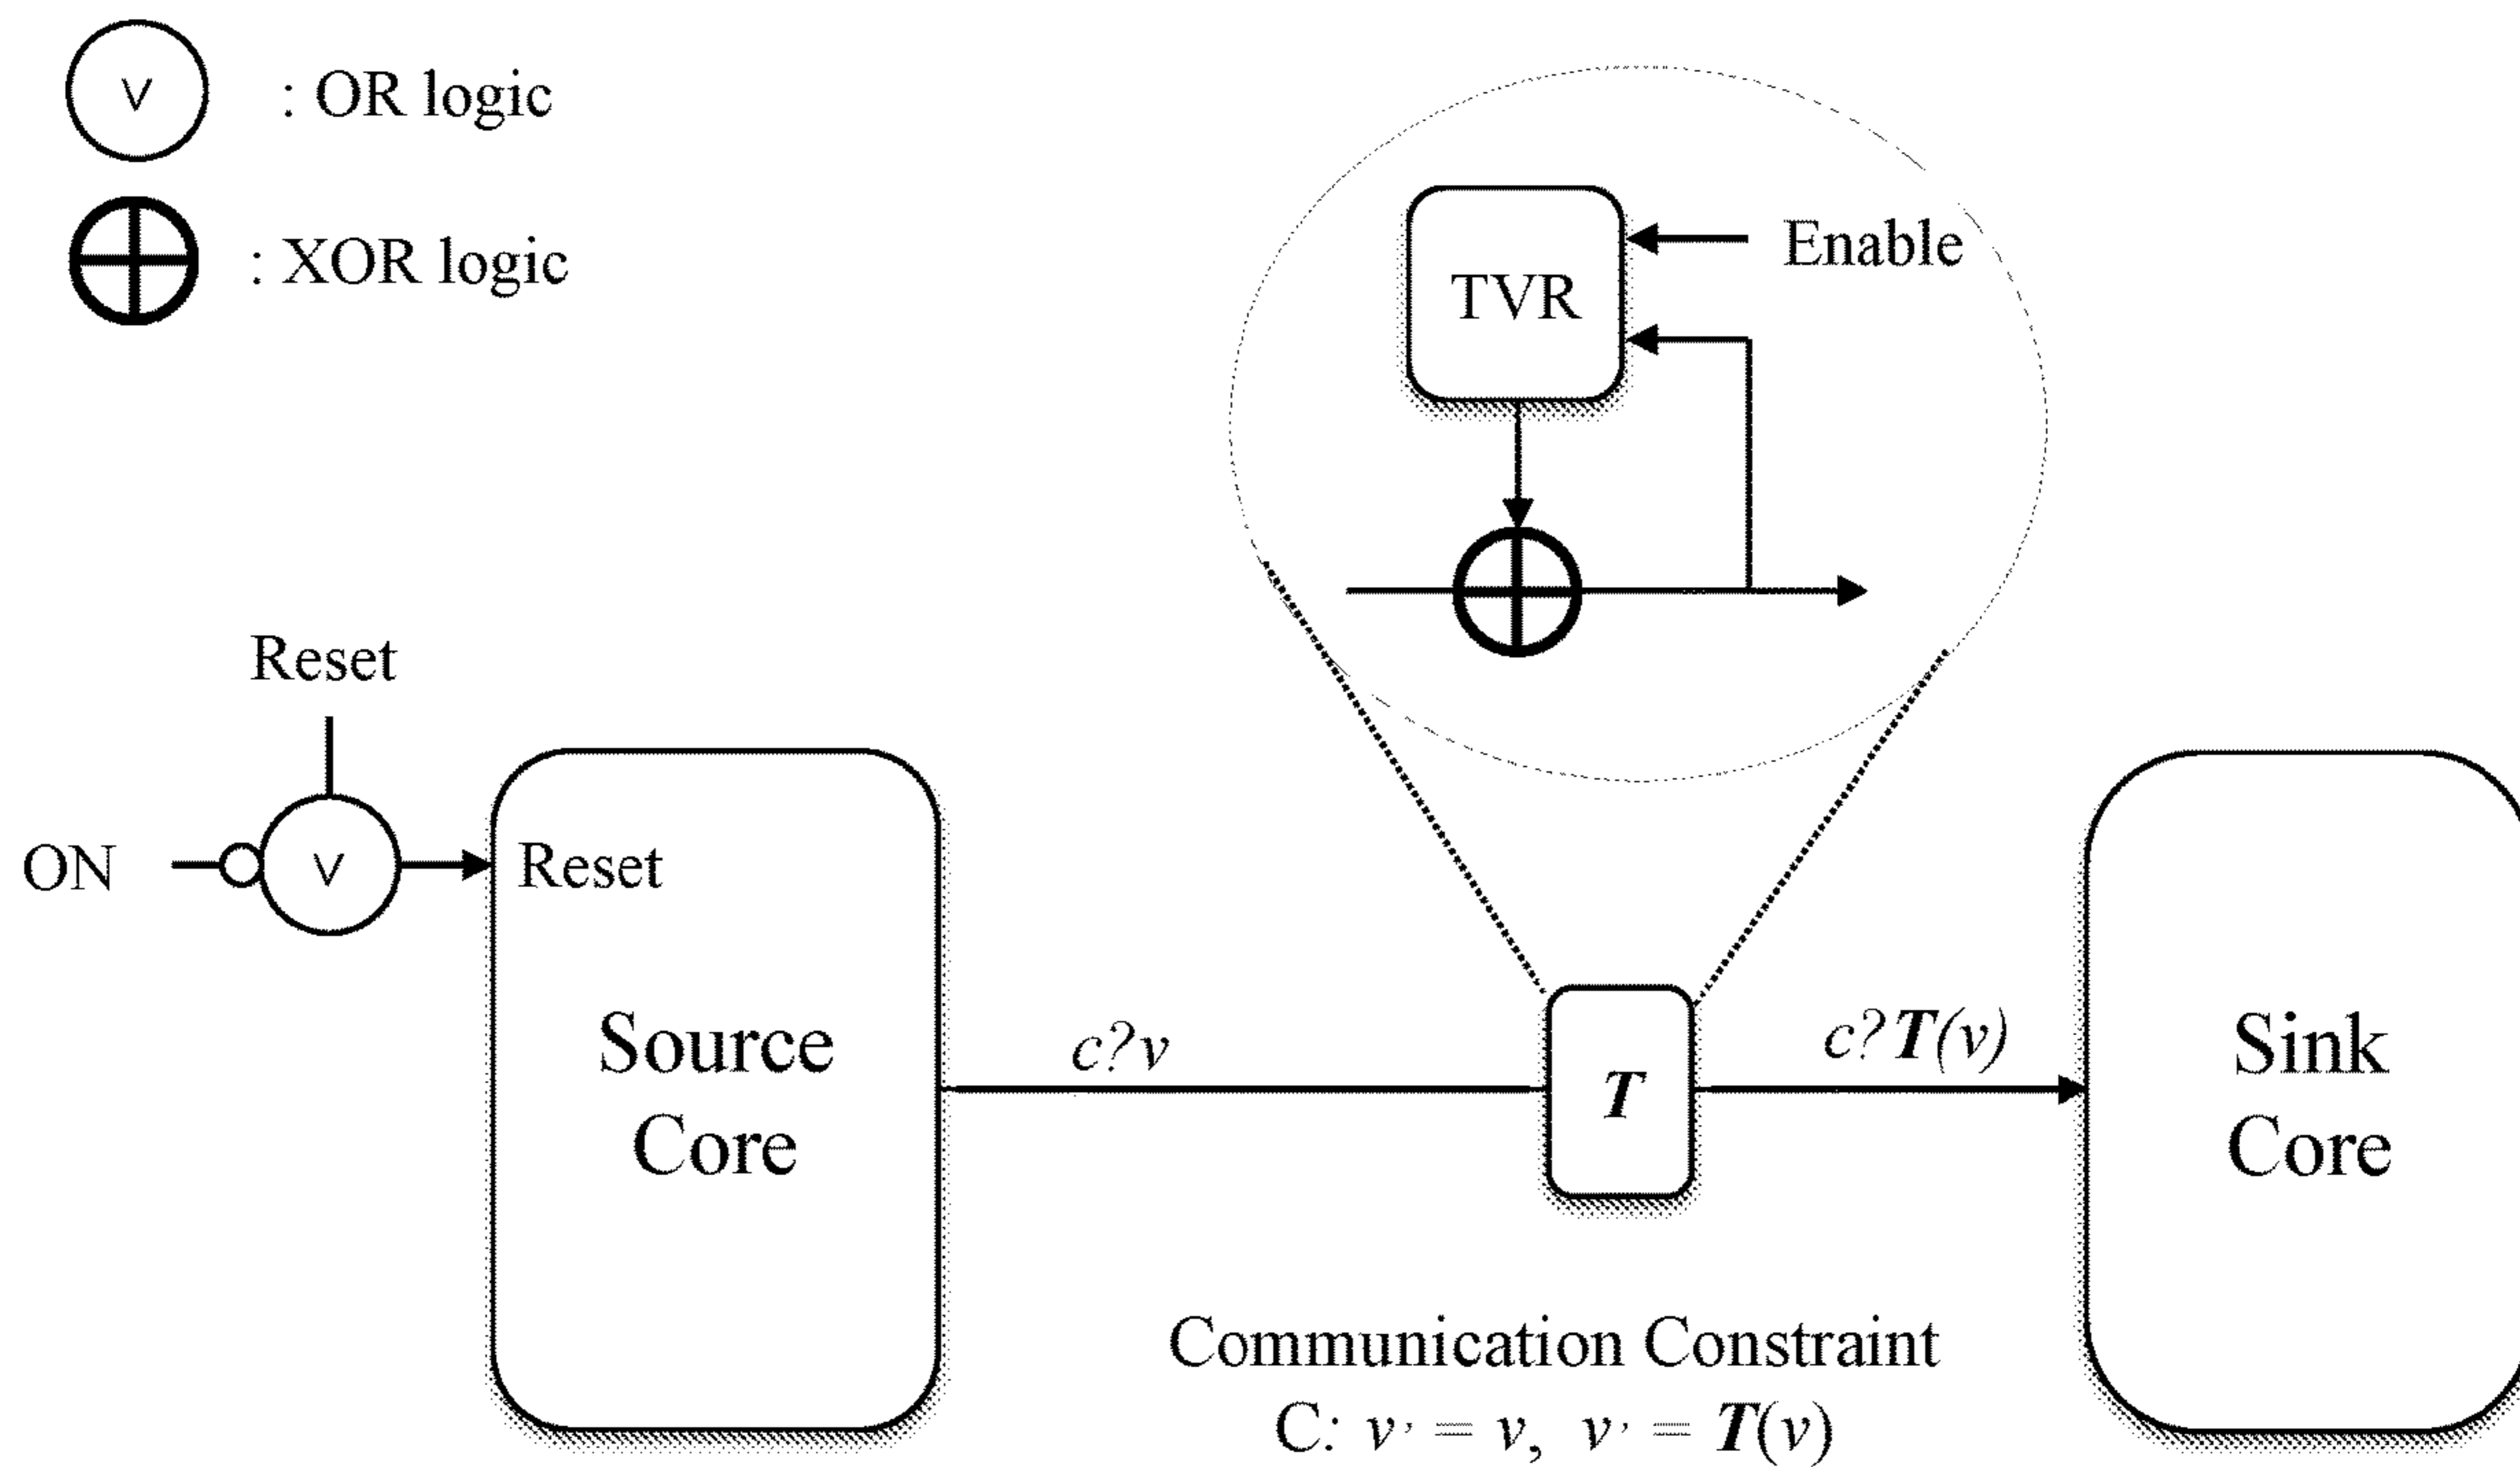 v
: OR logic
: XOR logic
Enable
TVR
Reset
ON
v
Reset
Source
Core
c?v
T
c?T(v)
Sink
Core
Communication Constraint
C: v’ = v, v’ = T(v)